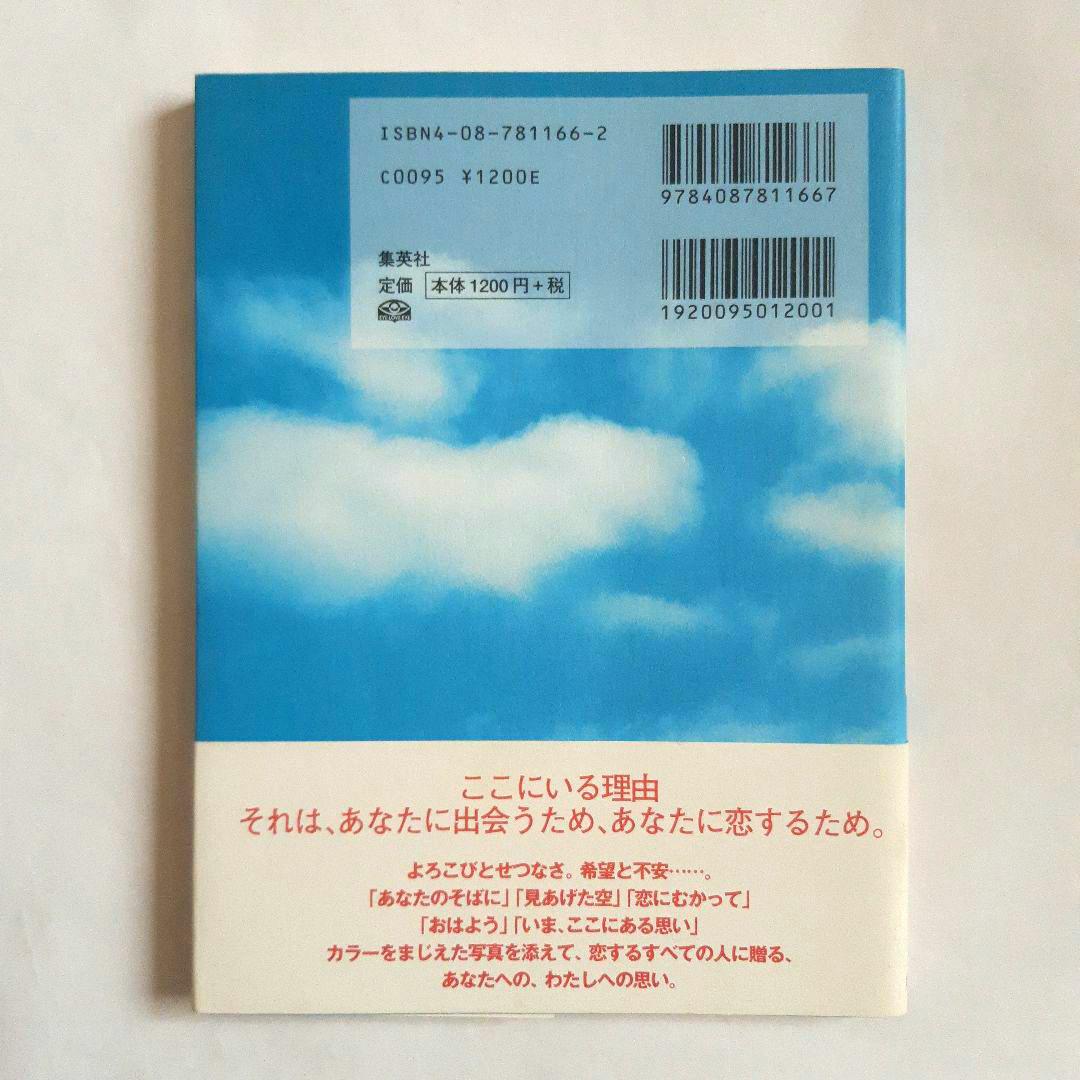 ISBN4-08-781166-2
C0095 ¥1200E
9784087811667
集英社
定価 本体1200円+税
EYE LOVE EYE
1920095012001
ここにいる理由
それは、あなたに出会うため、あなたに恋するため。
よろこびとせつなさ。希望と不安……。
「あなたのそばに」「見あげた空」「恋にむかって」
「おはよう」「いま、ここにある思い」
カラーをまじえた写真を添えて、恋するすべての人に贈る、
あなたへの、わたしへの思い。